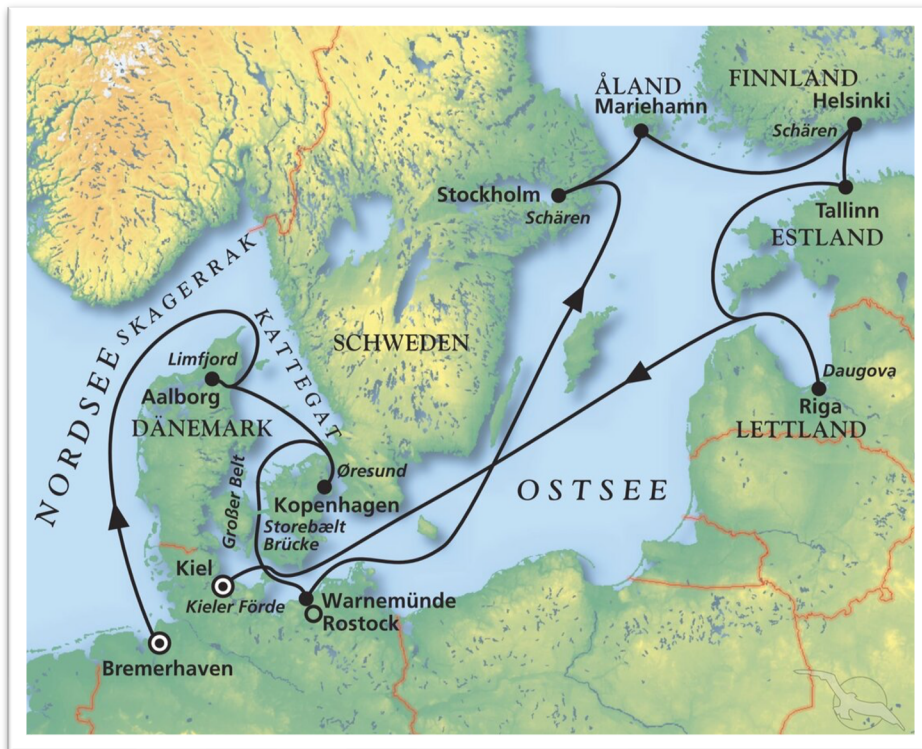 ÅLAND
Mariehamn
FINNLAND
Helsinki
Schären
Stockholm
Schären
Tallinn
ESTLAND
SKAGERRAK
KATTEGAT
NORDSEE
SCHWEDEN
Limfjord
Aalborg
DÄNEMARK
Daugova
Riga
LETTLAND
Øresund
Kopenhagen
Großer Belt
Storebælt
Brücke
OSTSEE
Kiel
Kieler Förde
Warnemünde
Rostock
Bremerhaven